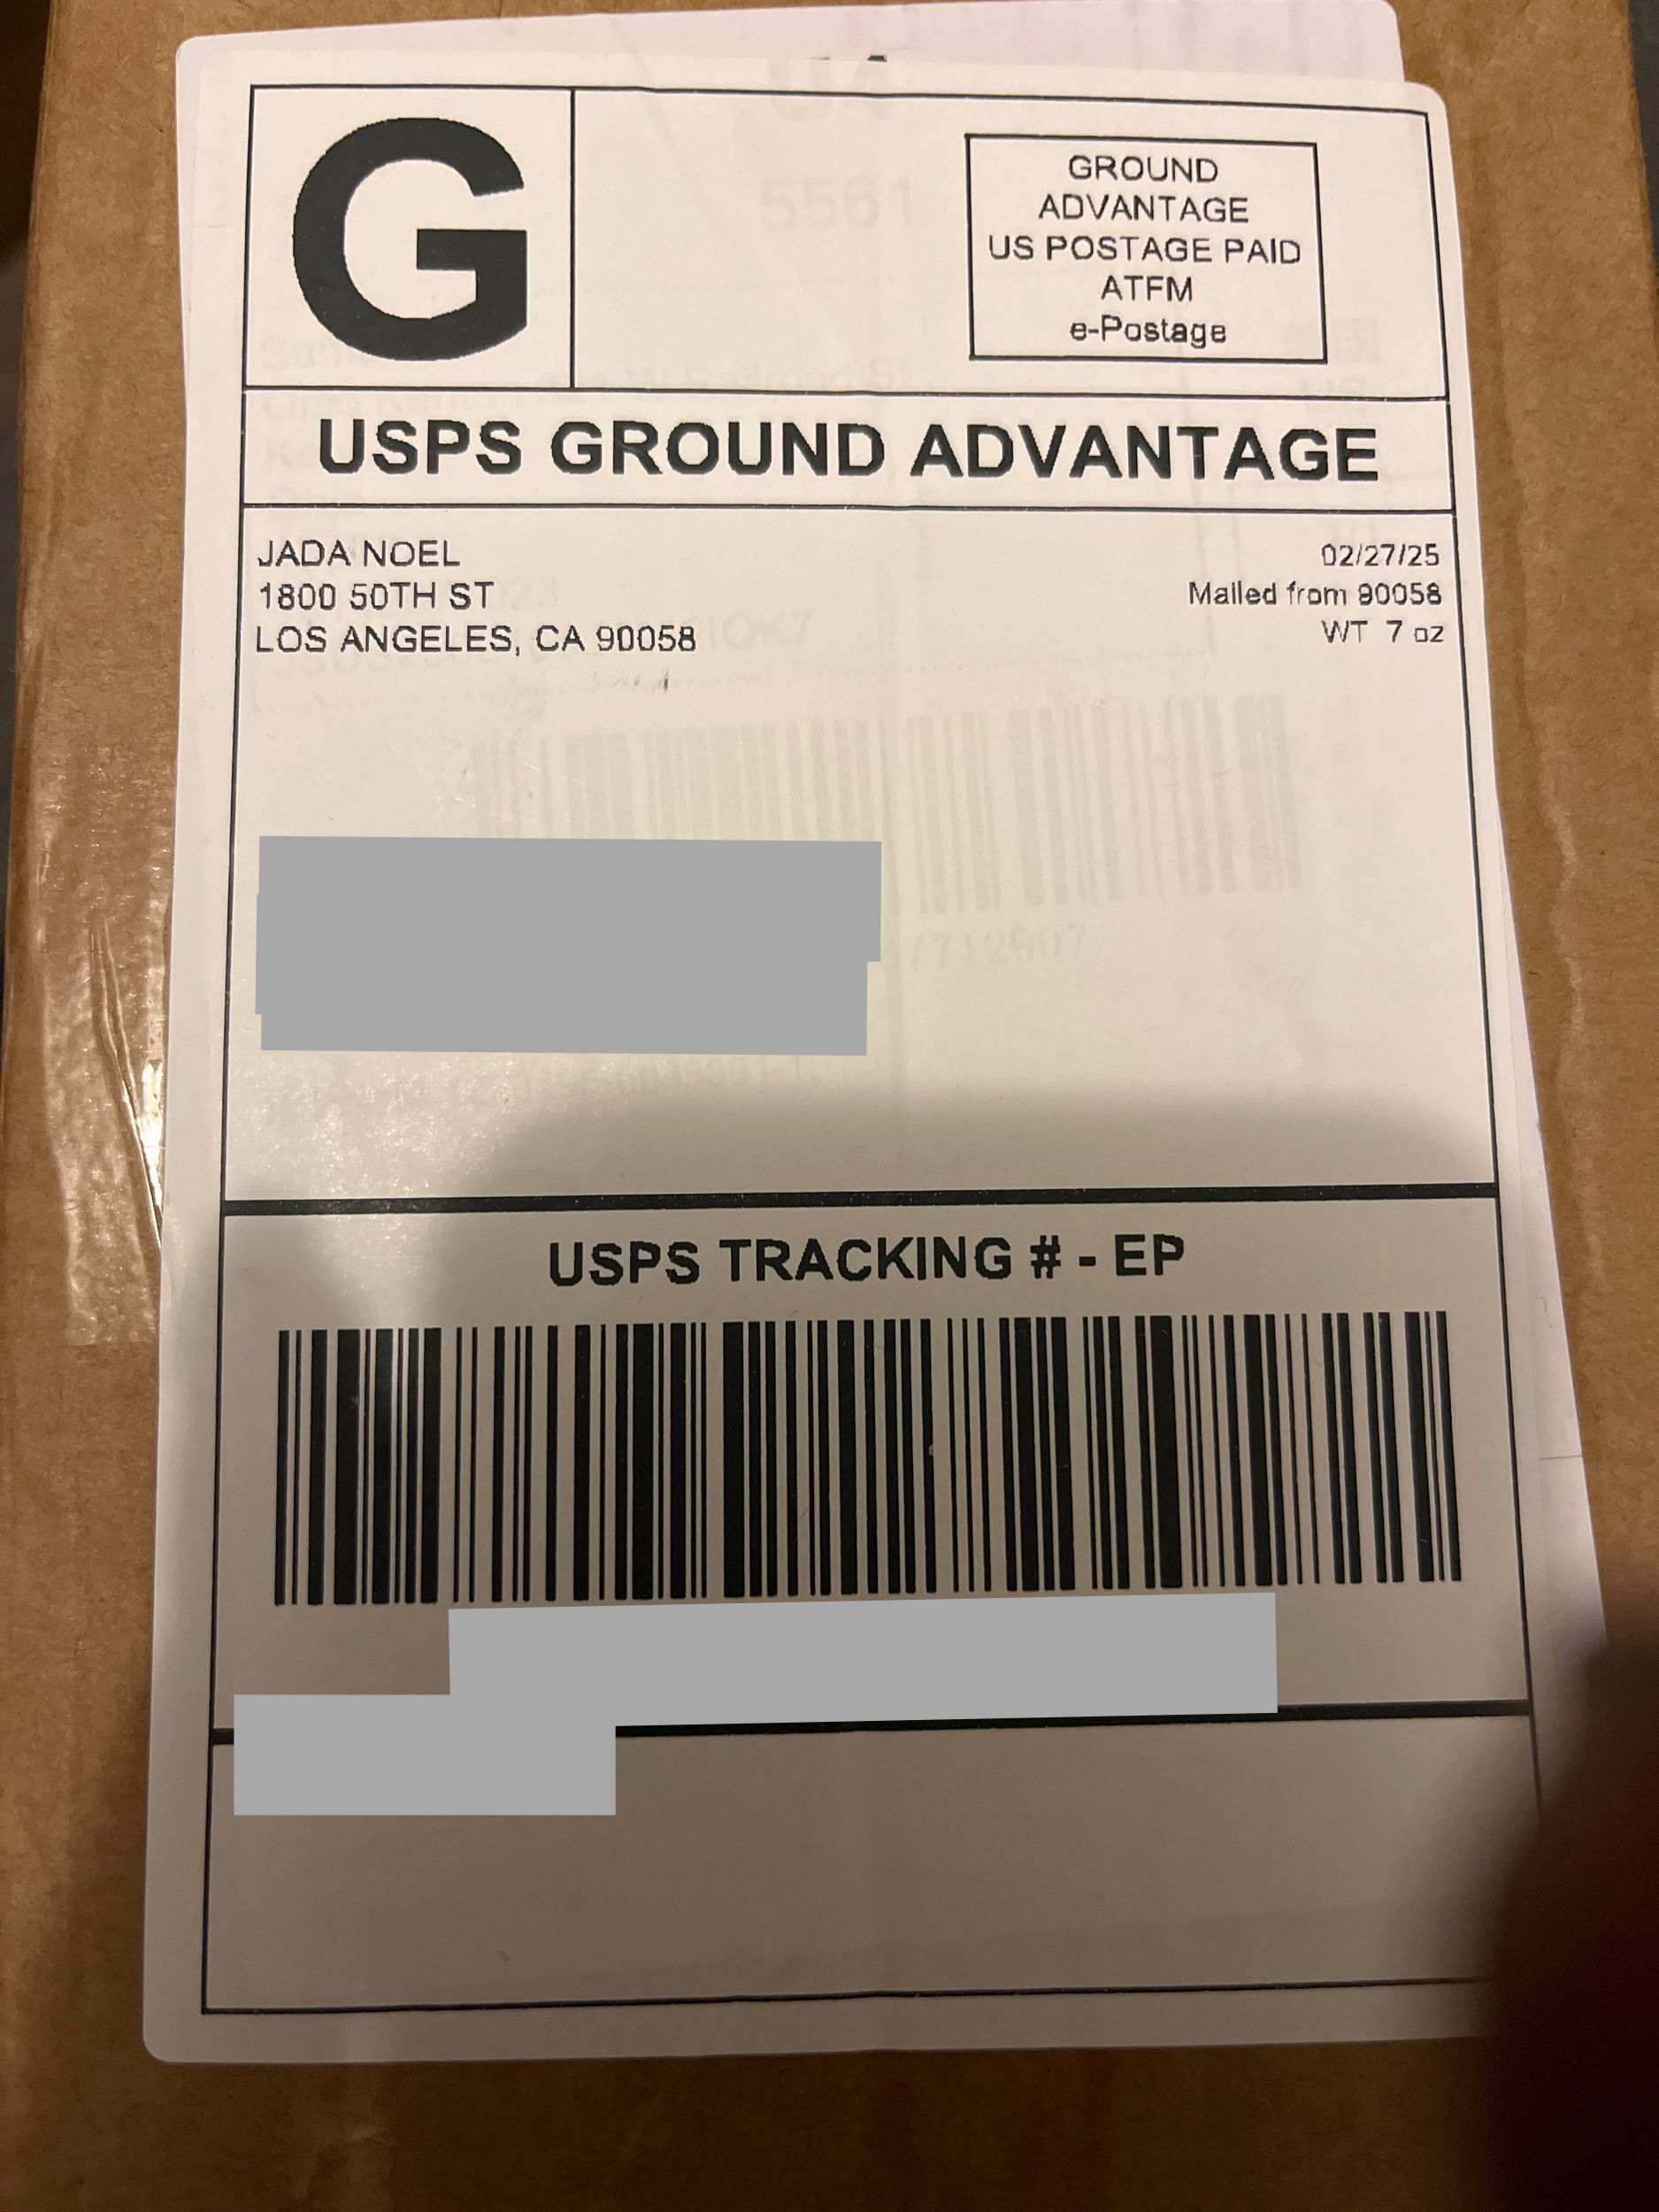 G
GROUND
ADVANTAGE
US POSTAGE PAID
ATFM
e-Postage
5561
USPS GROUND ADVANTAGE
JADA NOEL
1800 50TH ST
LOS ANGELES, CA 90058
02/27/25
Mailed from 90058
WT 7 oz
USPS TRACKING # - EP